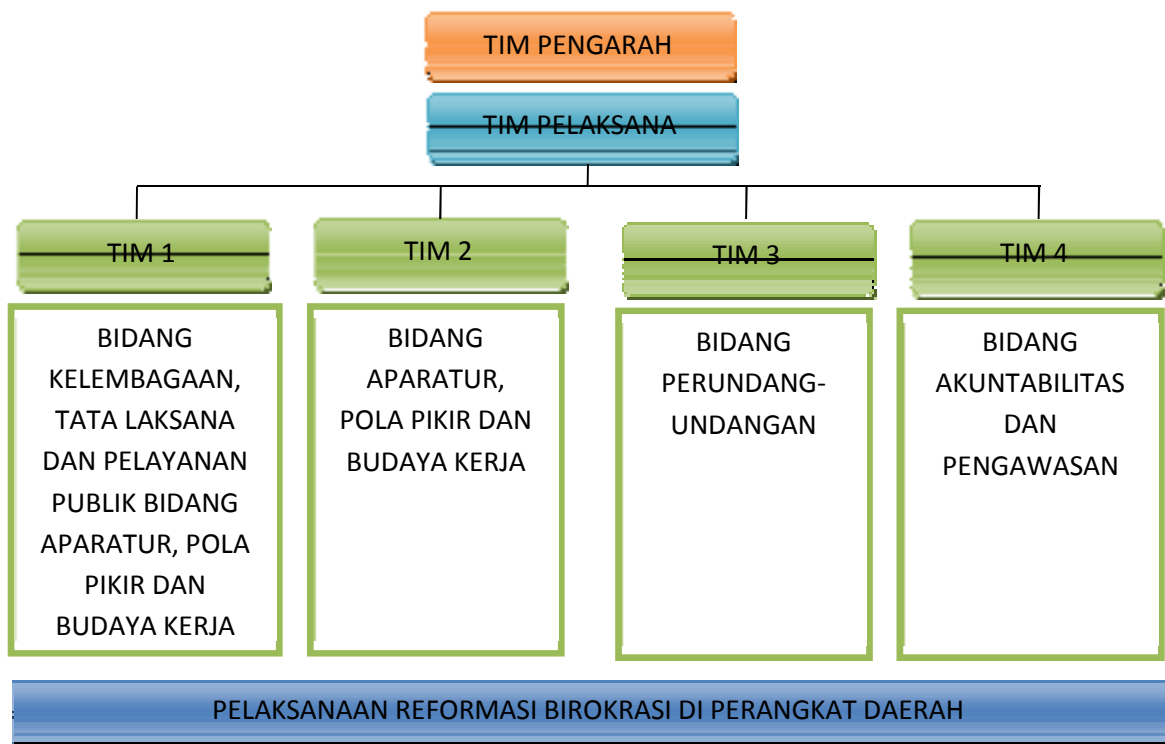 TIM PENGARAH
TIM PELAKSANA
TIM 1
TIM 2
TIM 3
TIM 4
BIDANG
KELEMBAGAAN,
TATA LAKSANA
DAN PELAYANAN
PUBLIK BIDANG
APARATUR, POLA
PIKIR DAN
BUDAYA KERJA
BIDANG
APARATUR,
POLA PIKIR DAN
BUDAYA KERJA
BIDANG
PERUNDANG-
UNDANGAN
BIDANG
AKUNTABILITAS
DAN
PENGAWASAN
PELAKSANAAN REFORMASI BIROKRASI DI PERANGKAT DAERAH